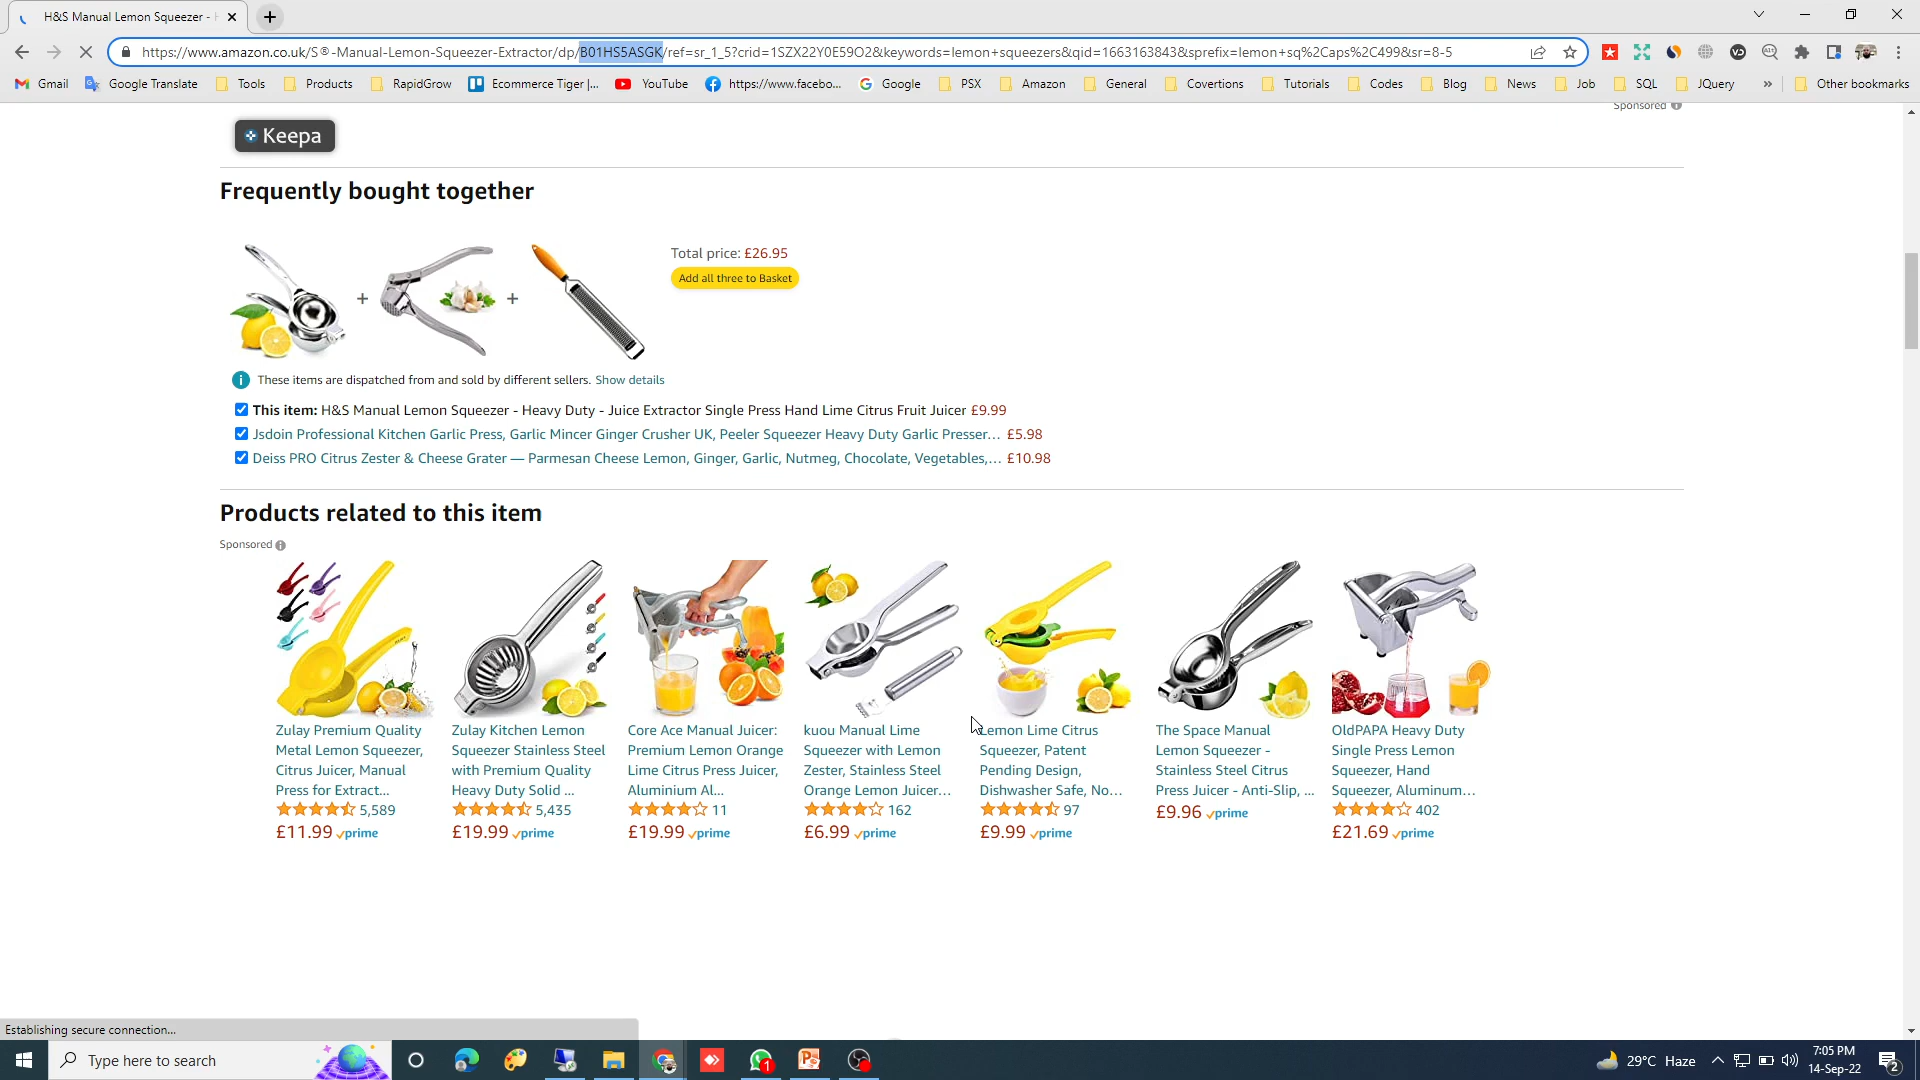 H&S Manual Lemon Squeezer -
https://www.amazon.co.uk/S®-Manual-Lemon-Squeezer-Extractor/dp/B01HS5ASGK/ref=sr_1_5?crid=1SZX22Y0E59O2&keywords=lemon+squeezers&qid=1663163843&sprefix=lemon+sq%2Caps%2C499&sr=8-5
Gmail Google Translate Tools Products RapidGrow Ecommerce Tiger |... YouTube https://www.facebo... Google PSX Amazon General Covertions Tutorials Codes Blog News Job SQL JQuery » Other bookmarks
Sponsored
Keepa
Frequently bought together
Total price: £26.95
Add all three to Basket
+ +
These items are dispatched from and sold by different sellers. Show details
This item: H&S Manual Lemon Squeezer - Heavy Duty - Juice Extractor Single Press Hand Lime Citrus Fruit Juicer £9.99
Jsdoin Professional Kitchen Garlic Press, Garlic Mincer Ginger Crusher UK, Peeler Squeezer Heavy Duty Garlic Presser... £5.98
Deiss PRO Citrus Zester & Cheese Grater — Parmesan Cheese Lemon, Ginger, Garlic, Nutmeg, Chocolate, Vegetables,... £10.98
Products related to this item
Sponsored
Zulay Premium Quality
Metal Lemon Squeezer,
Citrus Juicer, Manual
Press for Extract...
5,589
£11.99 prime
Zulay Kitchen Lemon
Squeezer Stainless Steel
with Premium Quality
Heavy Duty Solid ...
5,435
£19.99 prime
Core Ace Manual Juicer:
Premium Lemon Orange
Lime Citrus Press Juicer,
Aluminium Al...
11
£19.99 prime
kuou Manual Lime
Squeezer with Lemon
Zester, Stainless Steel
Orange Lemon Juicer...
162
£6.99 prime
Lemon Lime Citrus
Squeezer, Patent
Pending Design,
Dishwasher Safe, No...
97
£9.99 prime
The Space Manual
Lemon Squeezer -
Stainless Steel Citrus
Press Juicer - Anti-Slip, ...
£9.96 prime
OldPAPA Heavy Duty
Single Press Lemon
Squeezer, Hand
Squeezer, Aluminum...
402
£21.69 prime
Establishing secure connection...
Type here to search
1
29°C Haze
7:05 PM
14-Sep-22
2